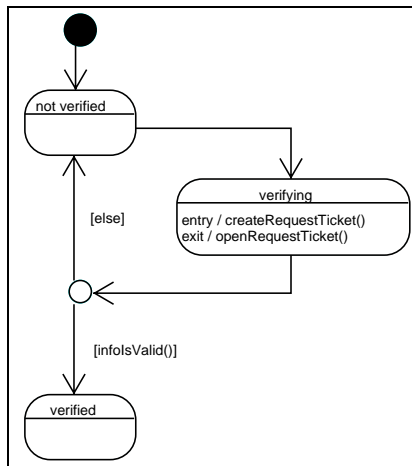 not verified
verifying
entry / createRequestTicket()
exit / openRequestTicket()
[else]
[infoIsValid()]
verified